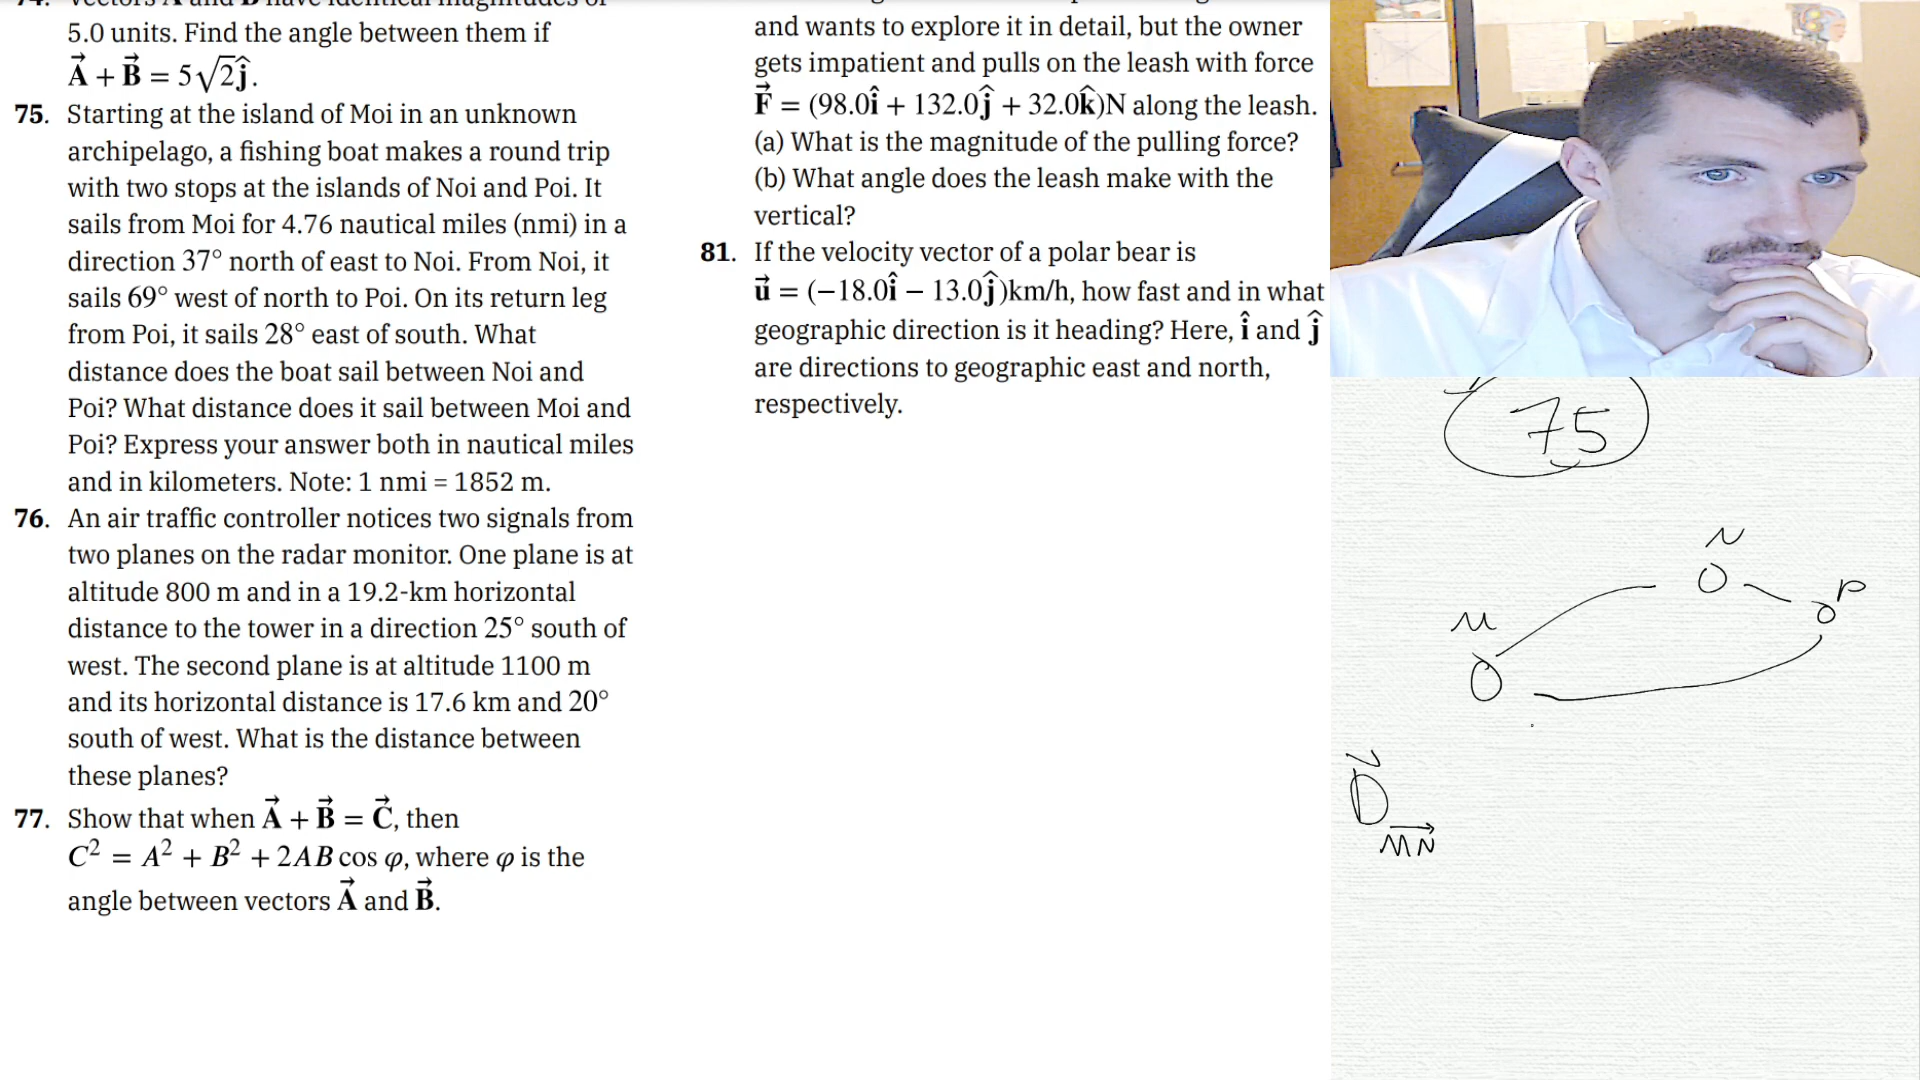 5.0 units. Find the angle between them if
A⃗ + B⃗ = 5√2ĵ.
75. Starting at the island of Moi in an unknown
archipelago, a fishing boat makes a round trip
with two stops at the islands of Noi and Poi. It
sails from Moi for 4.76 nautical miles (nmi) in a
direction 37° north of east to Noi. From Noi, it
sails 69° west of north to Poi. On its return leg
from Poi, it sails 28° east of south. What
distance does the boat sail between Noi and
Poi? What distance does it sail between Moi and
Poi? Express your answer both in nautical miles
and in kilometers. Note: 1 nmi = 1852 m.
76. An air traffic controller notices two signals from
two planes on the radar monitor. One plane is at
altitude 800 m and in a 19.2-km horizontal
distance to the tower in a direction 25° south of
west. The second plane is at altitude 1100 m
and its horizontal distance is 17.6 km and 20°
south of west. What is the distance between
these planes?
77. Show that when A⃗ + B⃗ = C⃗, then
C² = A² + B² + 2AB cos φ, where φ is the
angle between vectors A⃗ and B⃗.
and wants to explore it in detail, but the owner
gets impatient and pulls on the leash with force
F⃗ = (98.0î + 132.0ĵ + 32.0k̂)N along the leash.
(a) What is the magnitude of the pulling force?
(b) What angle does the leash make with the
vertical?
81. If the velocity vector of a polar bear is
u⃗ = (−18.0î − 13.0ĵ)km/h, how fast and in what
geographic direction is it heading? Here, î and ĵ
are directions to geographic east and north,
respectively.
75
N
P
M
D⃗
MN